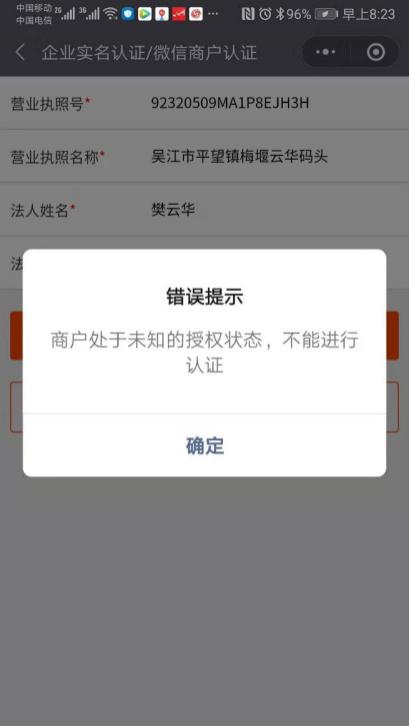 中国移动 2G 3G 96% 早上8:23
中国电信
企业实名认证/微信商户认证
营业执照号* 92320509MA1P8EJH3H
营业执照名称* 吴江市平望镇梅堰云华码头
法人姓名* 樊云华
法
错误提示
商户处于未知的授权状态，不能进行
认证
确定